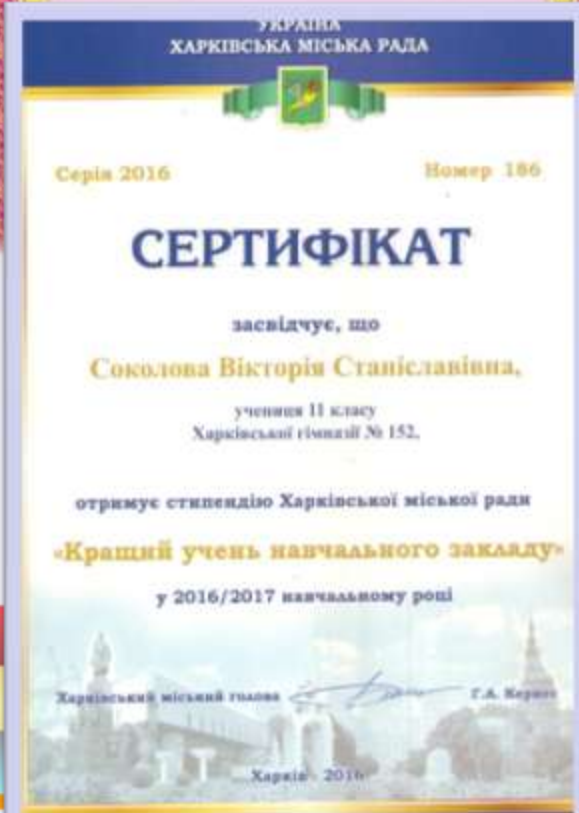 УКРАЇНА
ХАРКІВСЬКА МІСЬКА РАДА
Серія 2016
Номер 186
СЕРТИФІКАТ
засвідчує, що
Соколова Вікторія Станіславівна,
учениця 11 класу
Харківської гімназії № 152,
отримує стипендію Харківської міської ради
«Кращий учень навчального закладу»
у 2016/2017 навчальному році
Харківський міський голова
Г.А. Кернес
Харків - 2016